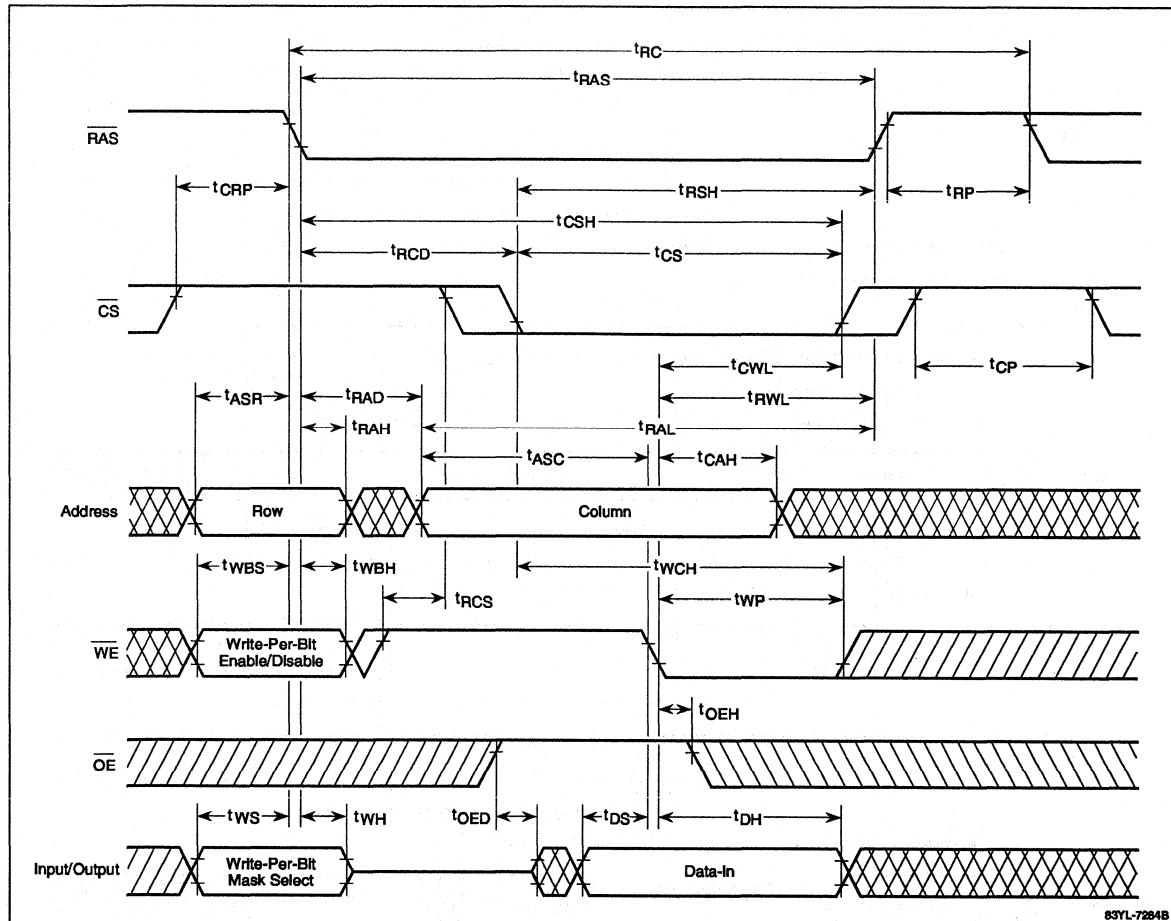 tRC
tRAS
RAS
tCRP
tRSH
tRP
tCSH
tRCD
tCS
CS
tCWL
tCP
tASR
tRAD
tRWL
tRAH
tRAL
tASC
tCAH
Address
Row
Column
tWBS
tWBH
tWCH
tRCS
tWP
WE
Write-Per-Bit
Enable/Disable
tOEH
OE
tWS
tWH
tOED
tDS
tDH
Input/Output
Write-Per-Bit
Mask Select
Data-In
83YL-7284B